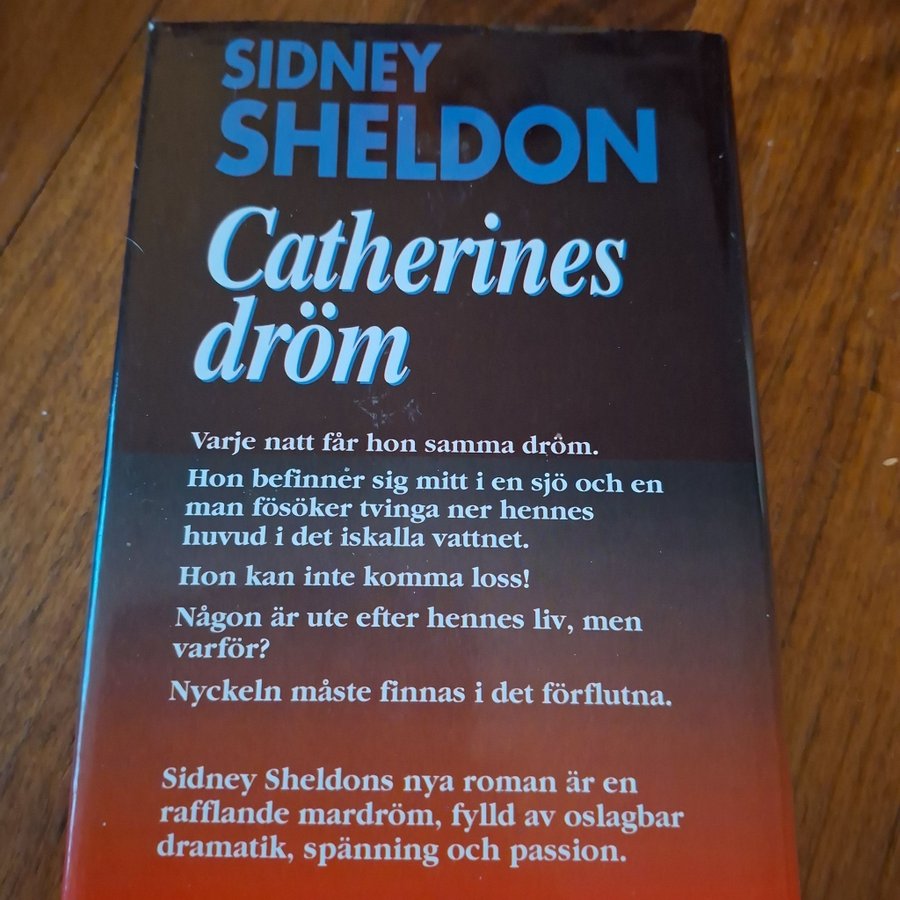 SIDNEY
SHELDON
Catherines
dröm
Varje natt får hon samma dröm.
Hon befinner sig mitt i en sjö och en
man fösöker tvinga ner hennes
huvud i det iskalla vattnet.
Hon kan inte komma loss!
Någon är ute efter hennes liv, men
varför?
Nyckeln måste finnas i det förflutna.
Sidney Sheldons nya roman är en
rafflande mardröm, fylld av oslagbar
dramatik, spänning och passion.